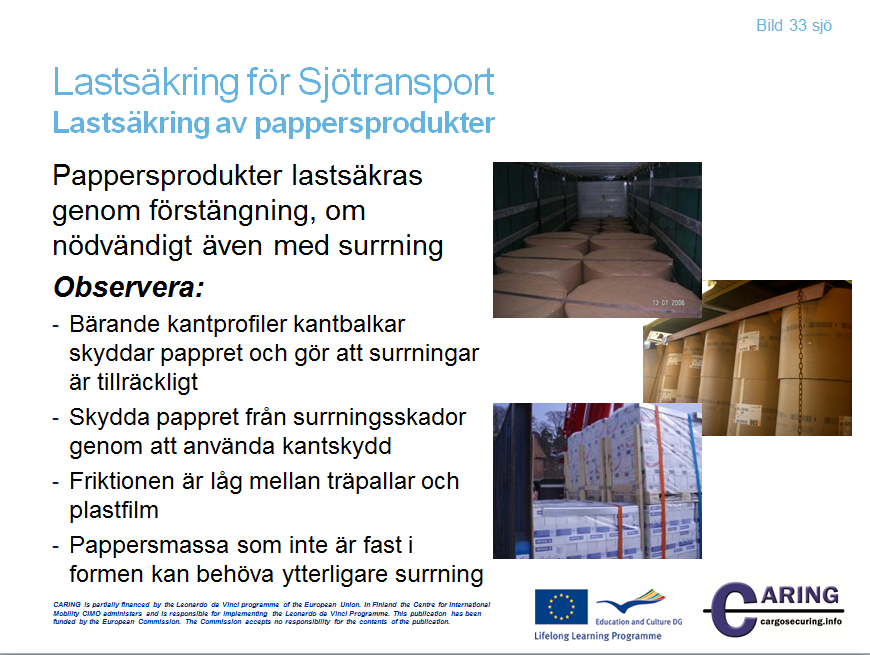 Bild 33 sjö
Lastsäkring för Sjötransport
Lastsäkring av pappersprodukter
Pappersprodukter lastsäkras
genom förstängning, om
nödvändigt även med surrning
Observera:
- Bärande kantprofiler kantbalkar
skyddar pappret och gör att surrningar
är tillräckligt
- Skydda pappret från surrningsskador
genom att använda kantskydd
- Friktionen är låg mellan träpallar och
plastfilm
- Pappersmassa som inte är fast i
formen kan behöva ytterligare surrning
13 01 2006
CARING is partially financed by the Leonardo da Vinci programme of the European Union. In Finland the Centre for International
Mobility CIMO administers and is responsible for implementing the Leonardo da Vinci Programme. This publication has been
funded by the European Commission. The Commission accepts no responsibility for the contents of the publication.
Education and Culture DG
Lifelong Learning Programme
CARING
cargosecuring.info